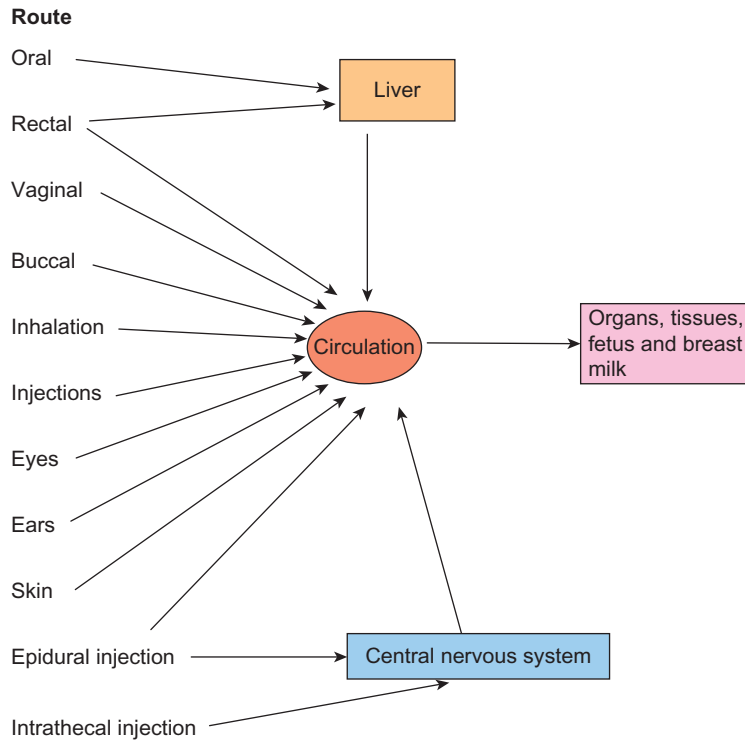 Route
Oral
Liver
Rectal
Vaginal
Buccal
Inhalation
Circulation
Organs, tissues,
fetus and breast
milk
Injections
Eyes
Ears
Skin
Epidural injection
Central nervous system
Intrathecal injection